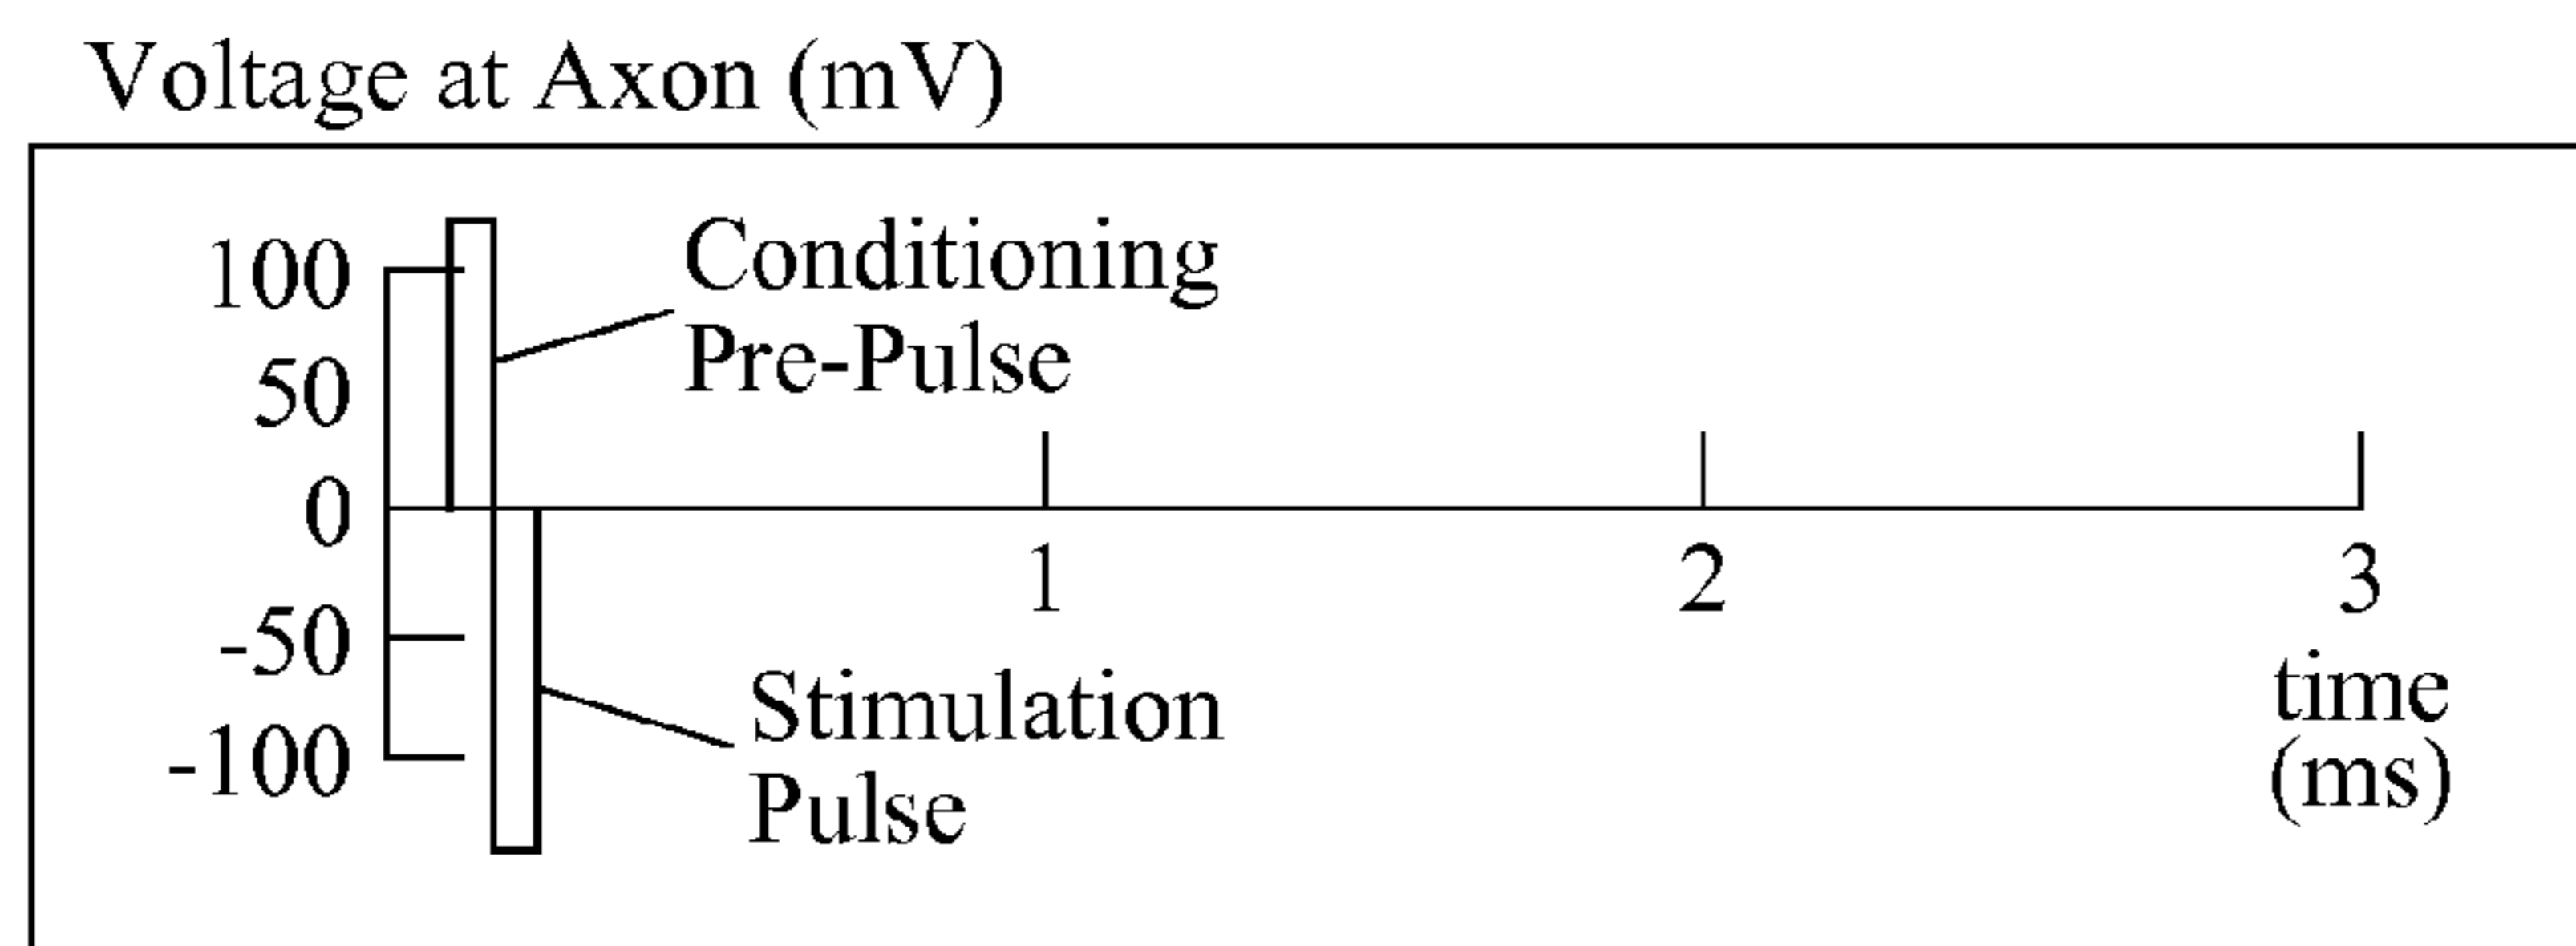 Voltage at Axon (mV)
100
50
0
-50
-100
Conditioning
Pre-Pulse
1
2
3
time
(ms)
Stimulation
Pulse